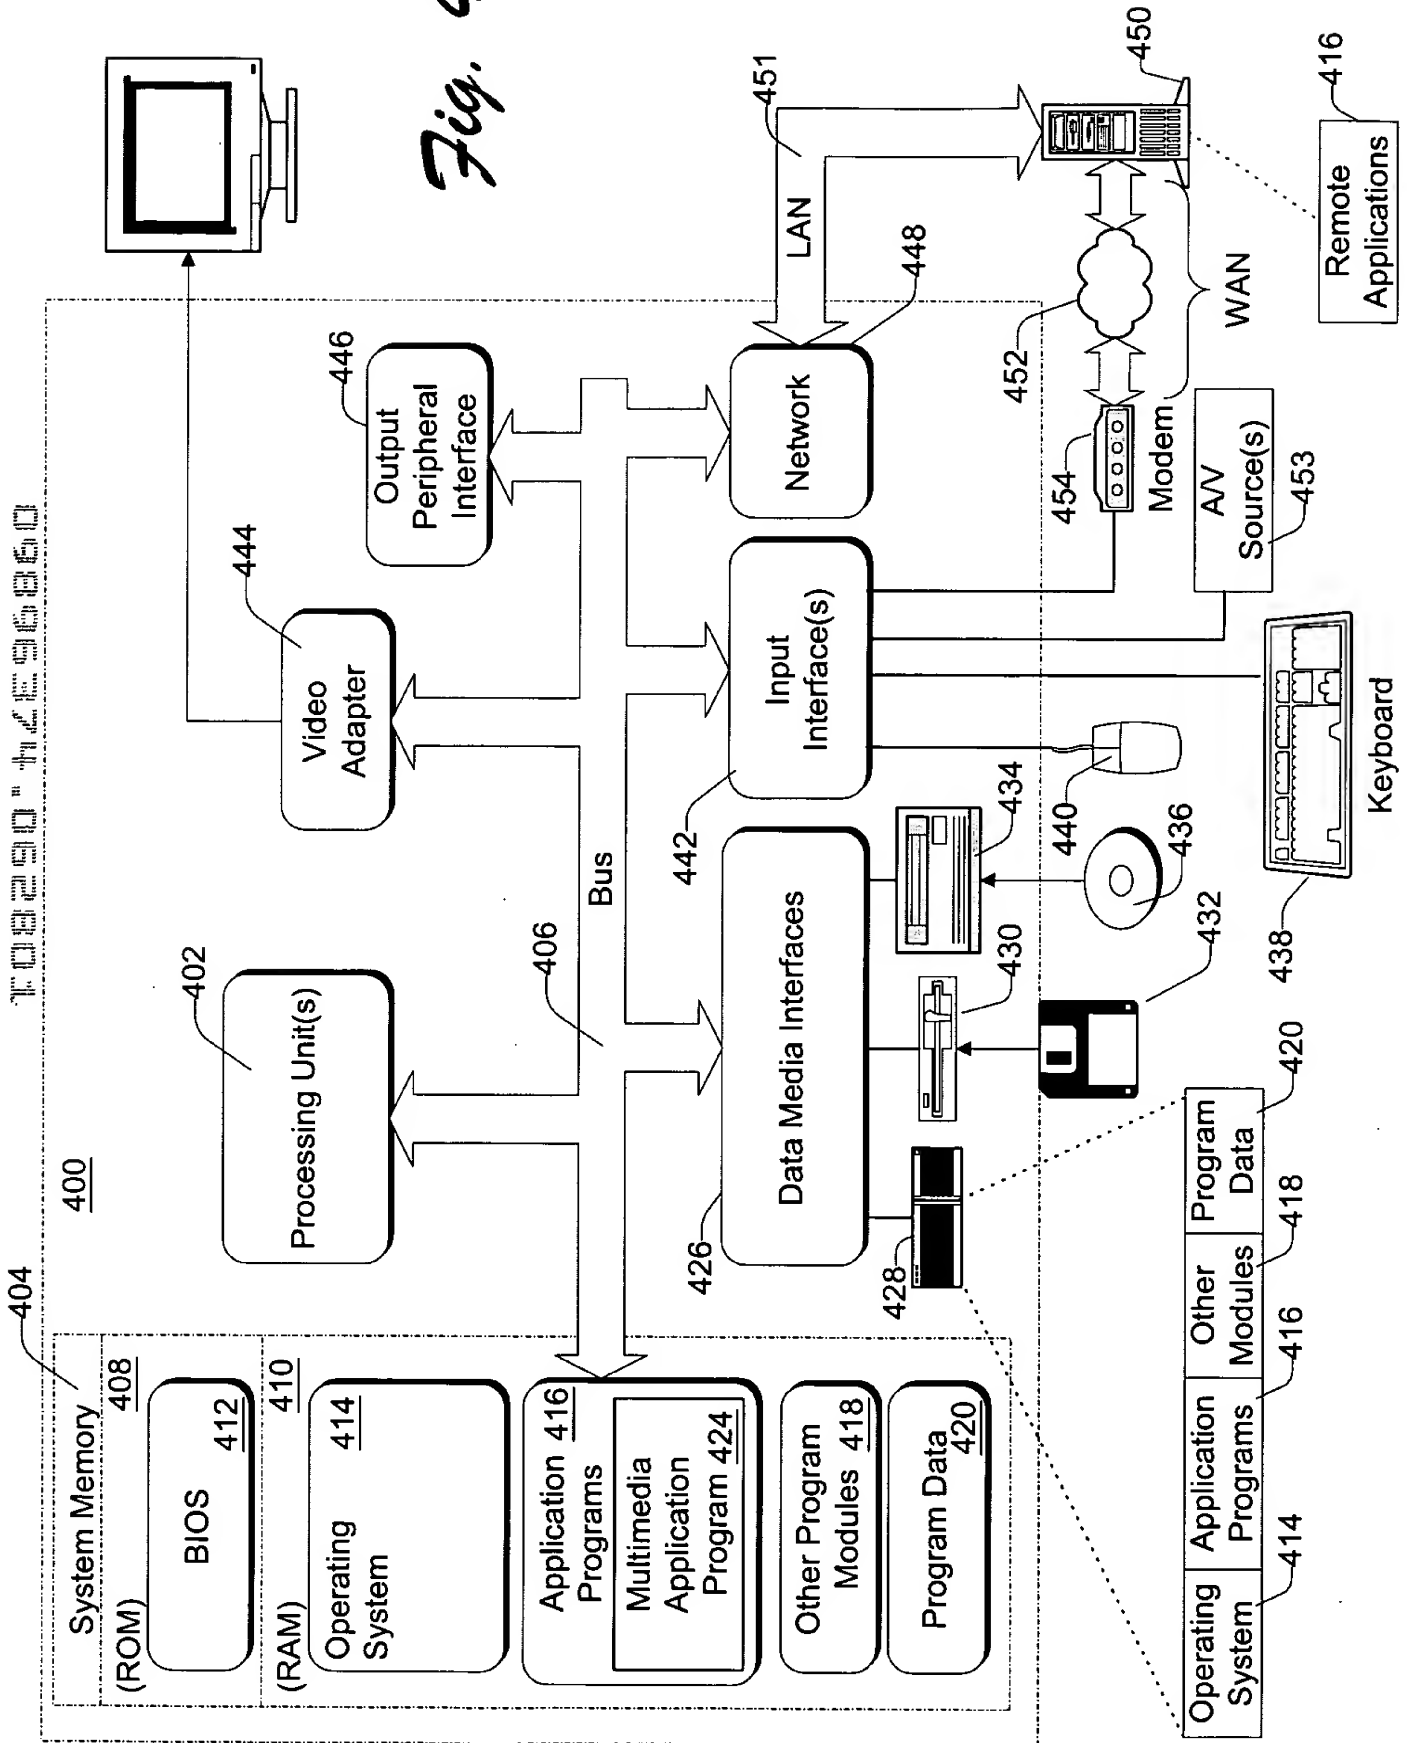 09896374.062801
404
System Memory
400
(ROM) 408
BIOS
412
402
444
(RAM) 410
Operating
System
414
Processing Unit(s)
Video
Adapter
446
Output
Peripheral
Interface
Fig.
Application
Programs
416
Multimedia
Application
Program 424
406
Bus
Other Program
Modules 418
Program Data
420
426
Data Media Interfaces
442
Input
Interface(s)
Network
448
LAN
451
428
430
434
440
436
432
454
Modem
452
WAN
450
A/V
Source(s)
453
Operating
System
Application
Programs
Other
Modules
Program
Data
414
416
418
420
438
Keyboard
Remote
Applications
416